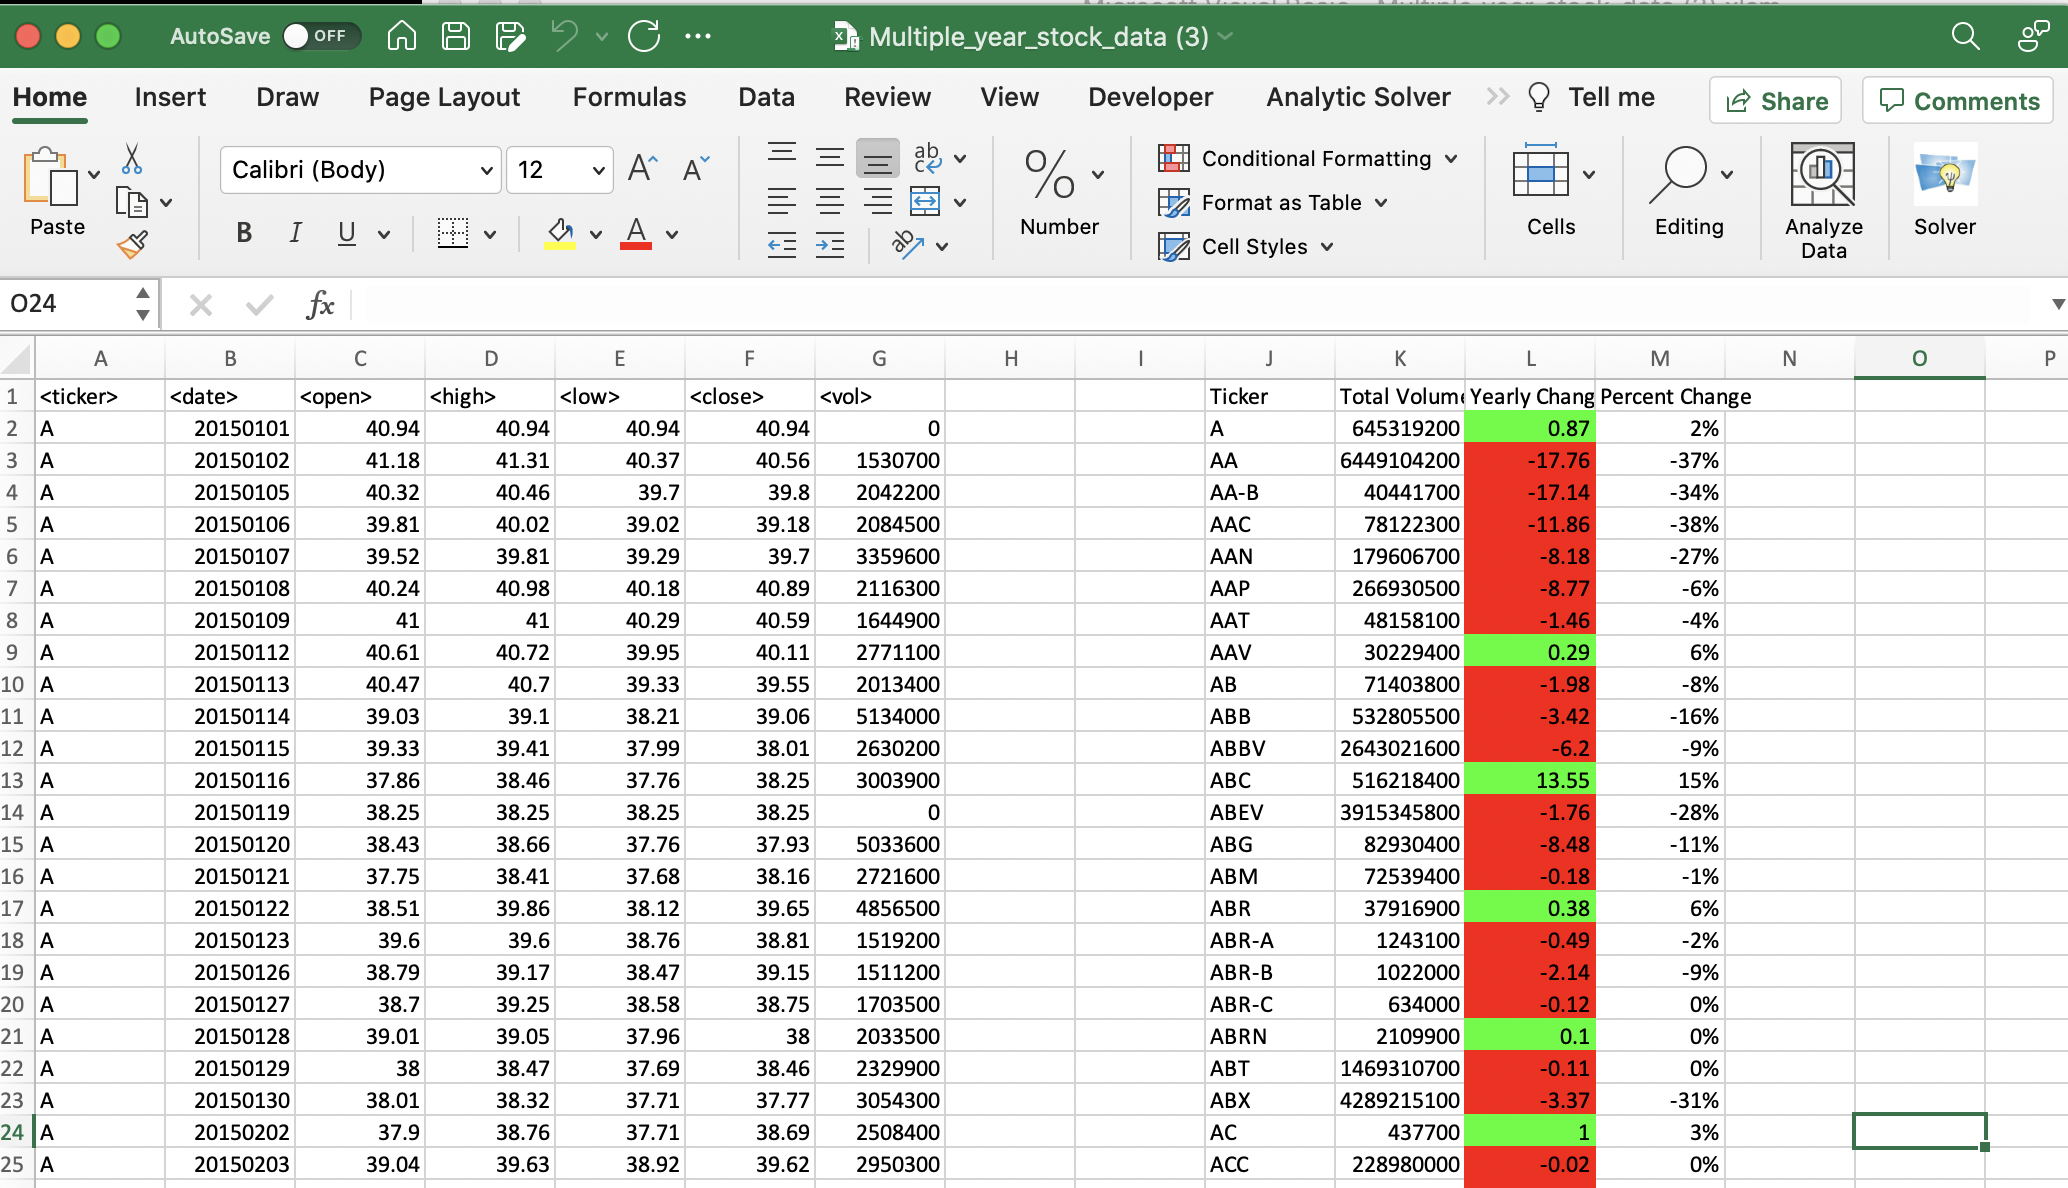 AutoSave OFF Multiple_year_stock_data (3)
Home Insert Draw Page Layout Formulas Data Review View Developer Analytic Solver Tell me Share Comments
Paste Calibri (Body) 12 Number Conditional Formatting Format as Table Cell Styles Cells Editing Analyze Data Solver
O24 fx
A B C D E F G H I J K L M N O P
1 <ticker> <date> <open> <high> <low> <close> <vol> Ticker Total Volum Yearly Chang Percent Change
2 A 20150101 40.94 40.94 40.94 40.94 0 A 645319200 0.87 2%
3 A 20150102 41.18 41.31 40.37 40.56 1530700 AA 6449104200 -17.76 -37%
4 A 20150105 40.32 40.46 39.7 39.8 2042200 AA-B 40441700 -17.14 -34%
5 A 20150106 39.81 40.02 39.02 39.18 2084500 AAC 78122300 -11.86 -38%
6 A 20150107 39.52 39.81 39.29 39.7 3359600 AAN 179606700 -8.18 -27%
7 A 20150108 40.24 40.98 40.18 40.89 2116300 AAP 266930500 -8.77 -6%
8 A 20150109 41 41 40.29 40.59 1644900 AAT 48158100 -1.46 -4%
9 A 20150112 40.61 40.72 39.95 40.11 2771100 AAV 30229400 0.29 6%
10 A 20150113 40.47 40.7 39.33 39.55 2013400 AB 71403800 -1.98 -8%
11 A 20150114 39.03 39.1 38.21 39.06 5134000 ABB 532805500 -3.42 -16%
12 A 20150115 39.33 39.41 37.99 38.01 2630200 ABBV 2643021600 -6.2 -9%
13 A 20150116 37.86 38.46 37.76 38.25 3003900 ABC 516218400 13.55 15%
14 A 20150119 38.25 38.25 38.25 38.25 0 ABEV 3915345800 -1.76 -28%
15 A 20150120 38.43 38.66 37.76 37.93 5033600 ABG 82930400 -8.48 -11%
16 A 20150121 37.75 38.41 37.68 38.16 2721600 ABM 72539400 -0.18 -1%
17 A 20150122 38.51 39.86 38.12 39.65 4856500 ABR 37916900 0.38 6%
18 A 20150123 39.6 39.6 38.76 38.81 1519200 ABR-A 1243100 -0.49 -2%
19 A 20150126 38.79 39.17 38.47 39.15 1511200 ABR-B 1022000 -2.14 -9%
20 A 20150127 38.7 39.25 38.58 38.75 1703500 ABR-C 634000 -0.12 0%
21 A 20150128 39.01 39.05 37.96 38 2033500 ABRN 2109900 0.1 0%
22 A 20150129 38 38.47 37.69 38.46 2329900 ABT 1469310700 -0.11 0%
23 A 20150130 38.01 38.32 37.71 37.77 3054300 ABX 4289215100 -3.37 -31%
24 A 20150202 37.9 38.76 37.71 38.69 2508400 AC 437700 1 3%
25 A 20150203 39.04 39.63 38.92 39.62 2950300 ACC 228980000 -0.02 0%